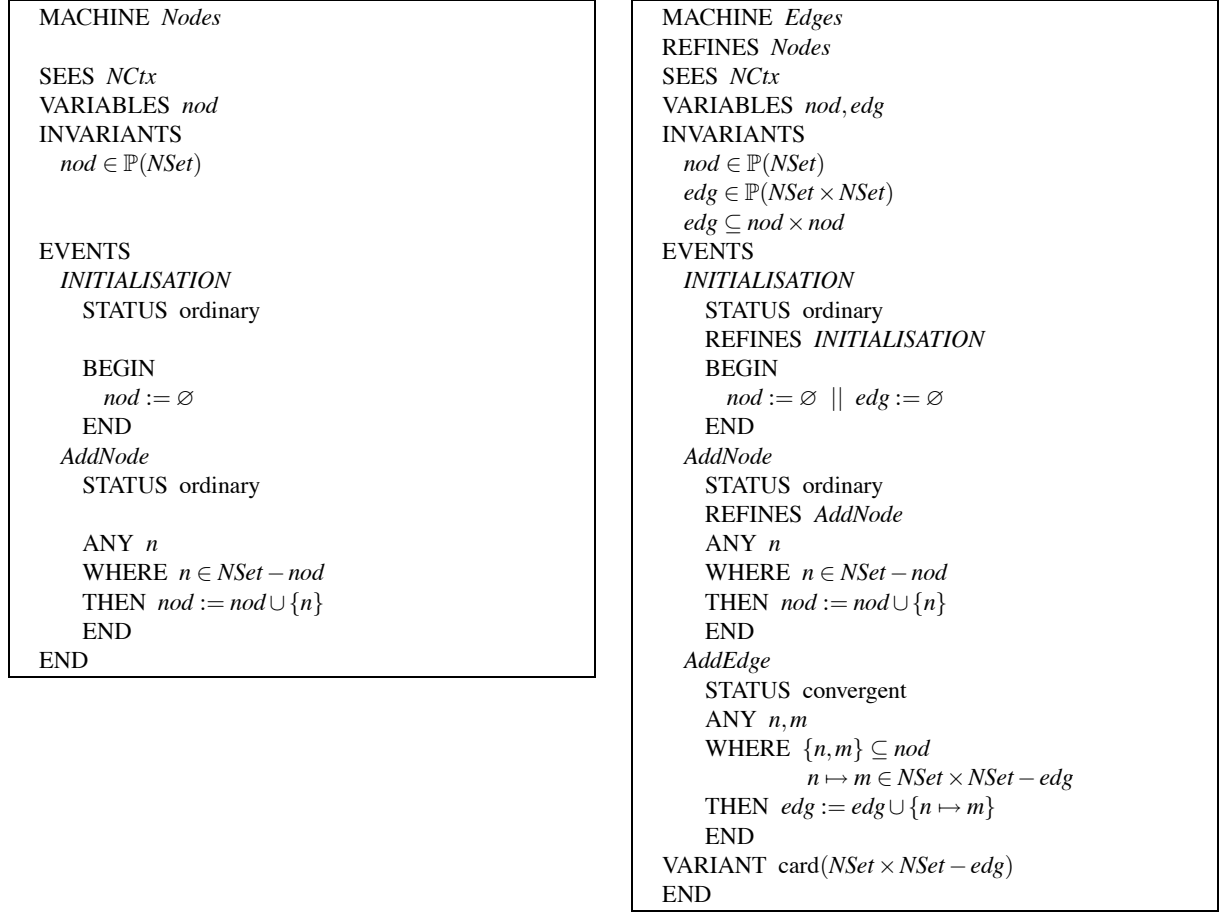 MACHINE Nodes
SEES NCtx
VARIABLES nod
INVARIANTS
nod ∈ ℙ(NSet)
EVENTS
INITIALISATION
STATUS ordinary
BEGIN
nod := ∅
END
AddNode
STATUS ordinary
ANY n
WHERE n ∈ NSet − nod
THEN nod := nod ∪ {n}
END
END
MACHINE Edges
REFINES Nodes
SEES NCtx
VARIABLES nod, edg
INVARIANTS
nod ∈ ℙ(NSet)
edg ∈ ℙ(NSet × NSet)
edg ⊆ nod × nod
EVENTS
INITIALISATION
STATUS ordinary
REFINES INITIALISATION
BEGIN
nod := ∅ || edg := ∅
END
AddNode
STATUS ordinary
REFINES AddNode
ANY n
WHERE n ∈ NSet − nod
THEN nod := nod ∪ {n}
END
AddEdge
STATUS convergent
ANY n, m
WHERE {n, m} ⊆ nod
n ↦ m ∈ NSet × NSet − edg
THEN edg := edg ∪ {n ↦ m}
END
VARIANT card(NSet × NSet − edg)
END